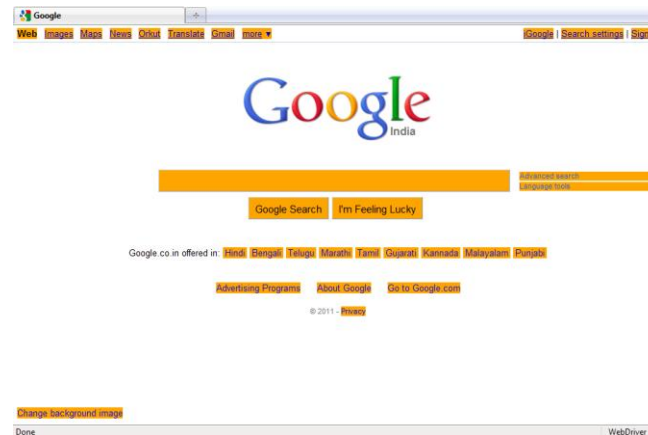 Google
Web Images Maps News Orkut Translate Gmail more ▼ iGoogle | Search settings | Sign
Google
India
Advanced search
Language tools
Google Search I'm Feeling Lucky
Google.co.in offered in: Hindi Bengali Telugu Marathi Tamil Gujarati Kannada Malayalam Punjabi
Advertising Programs About Google Go to Google.com
© 2011 - Privacy
Change background image
Done WebDriver